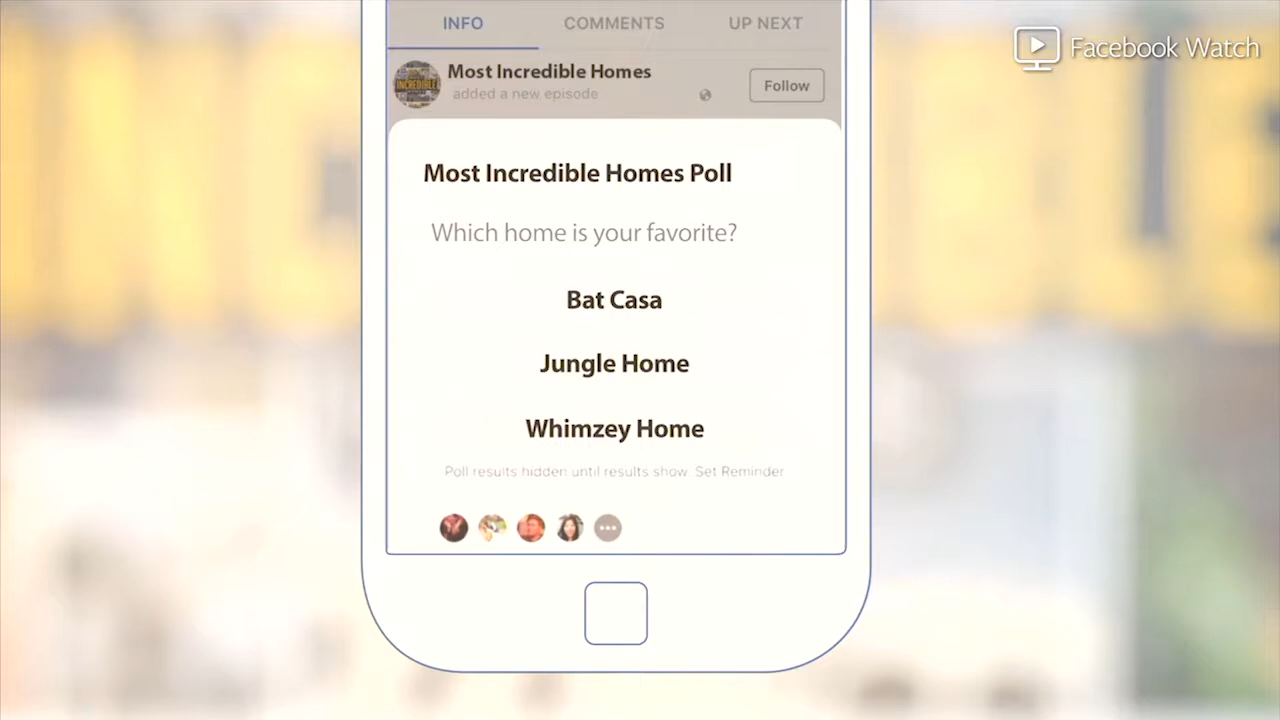 INFO COMMENTS UP NEXT
Facebook Watch
INCREDIBLE
Most Incredible Homes
added a new episode
Follow
Most Incredible Homes Poll
Which home is your favorite?
Bat Casa
Jungle Home
Whimzey Home
Poll results hidden until results show. Set Reminder